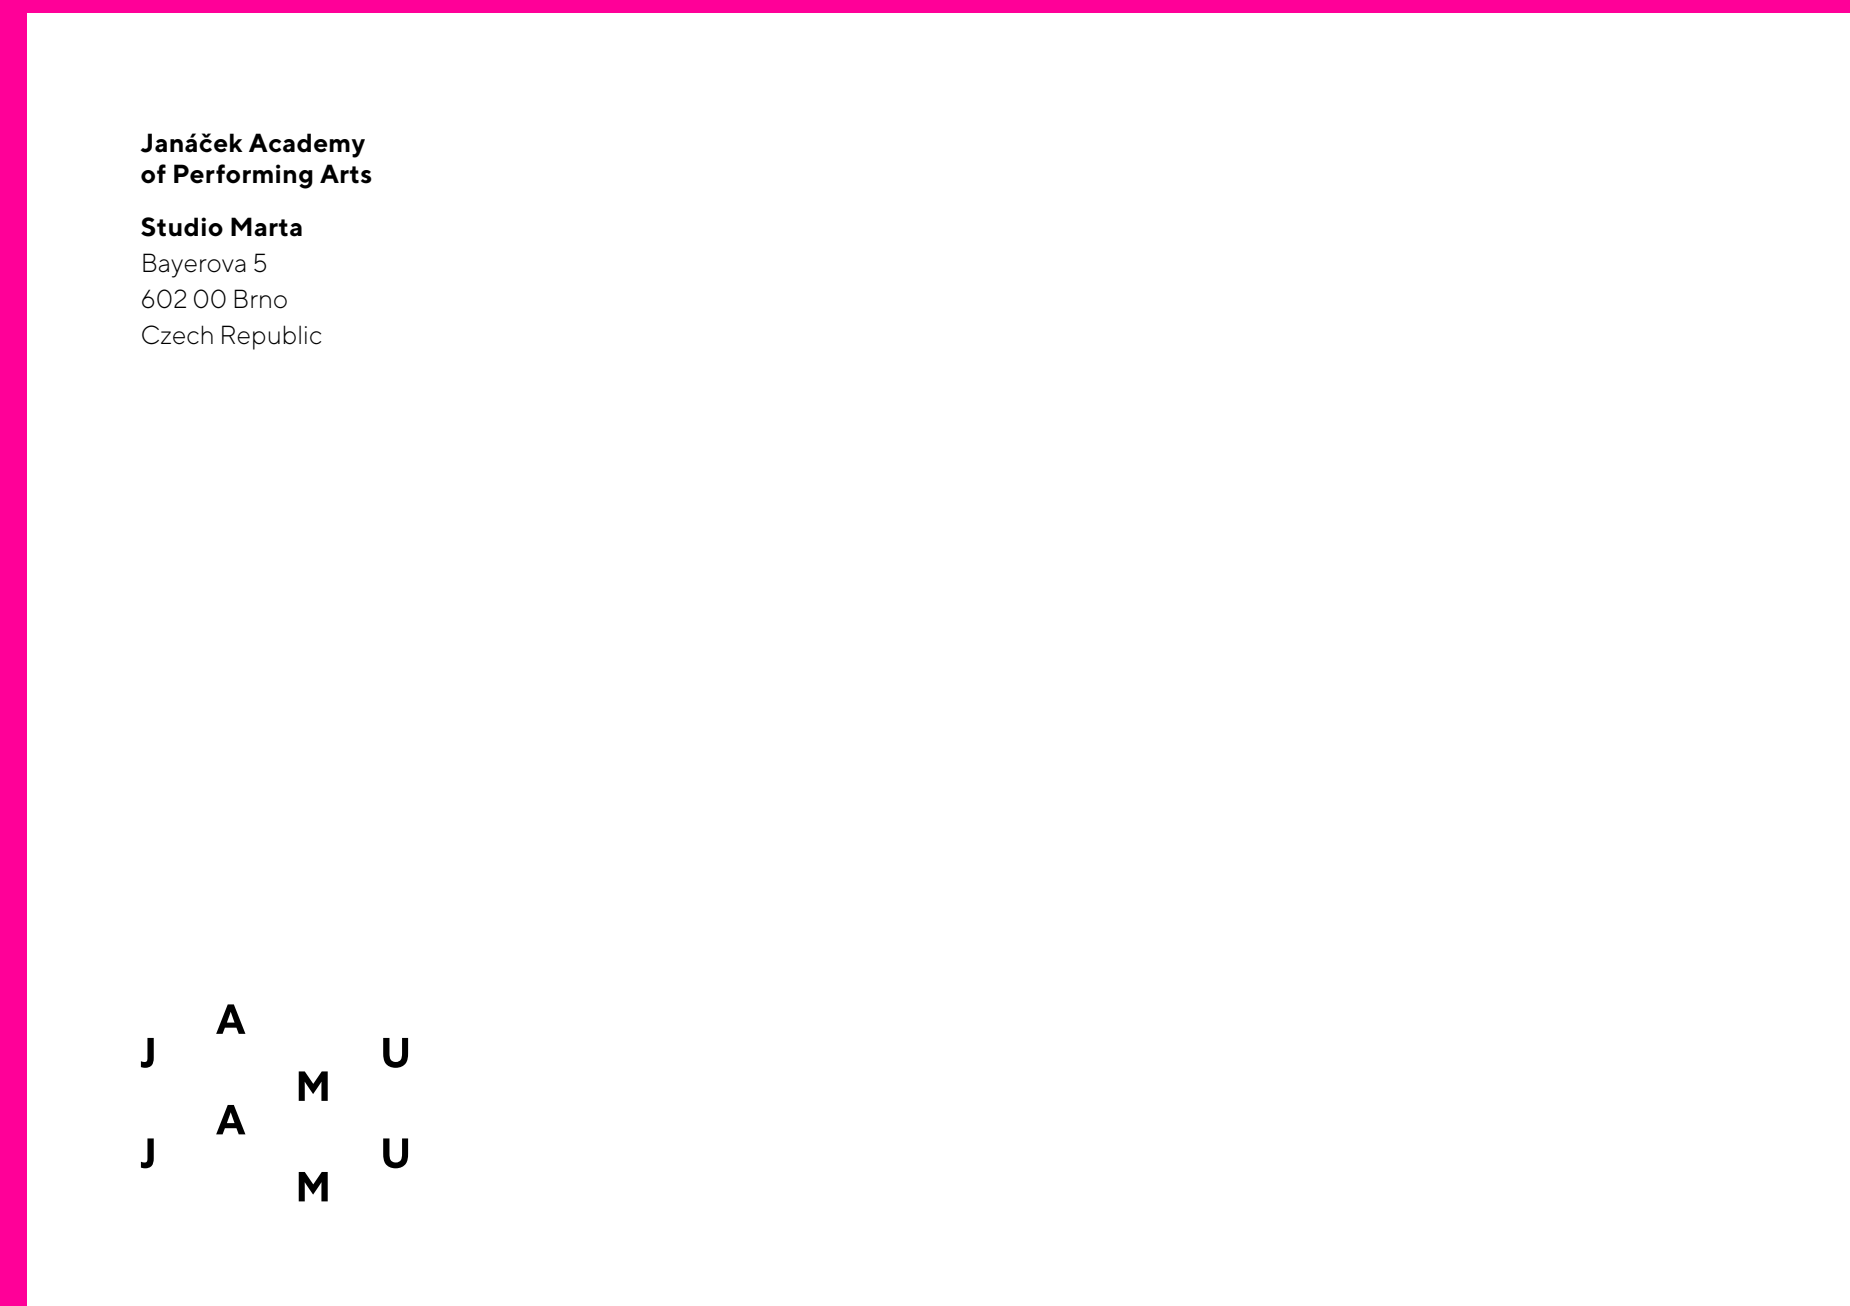 Janáček Academy
of Performing Arts
Studio Marta
Bayerova 5
602 00 Brno
Czech Republic
J A M U
J A M U